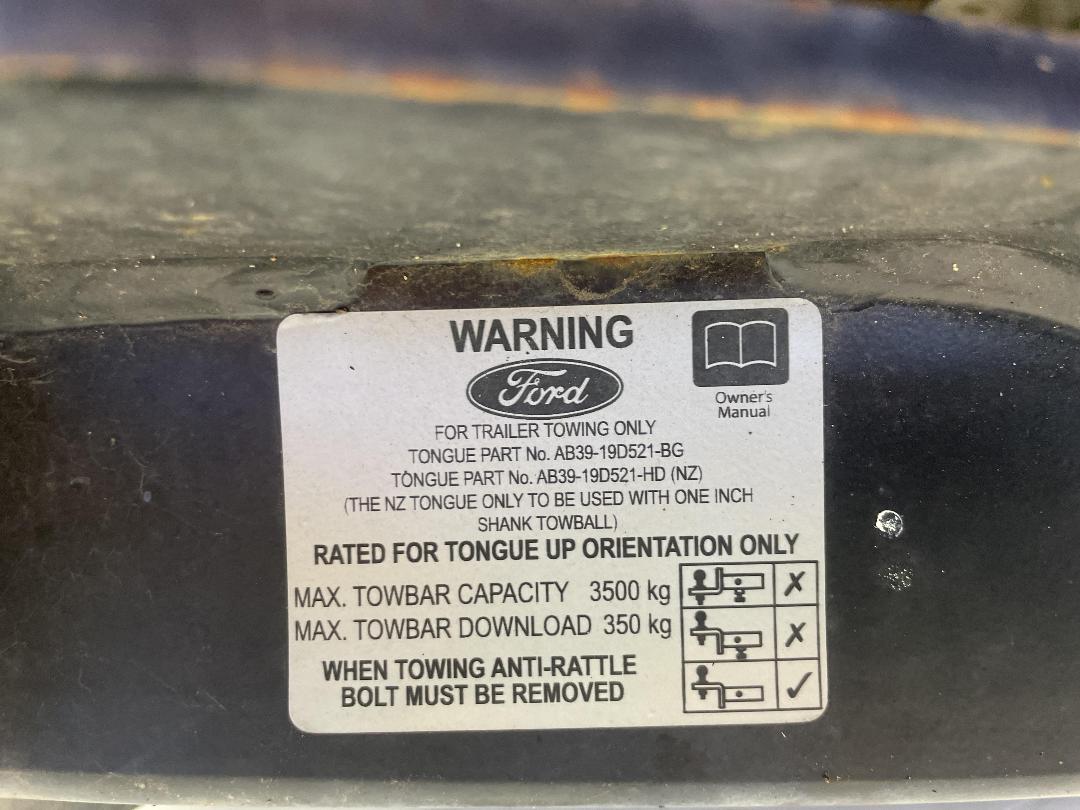 WARNING
Ford
Owner's
Manual
FOR TRAILER TOWING ONLY
TONGUE PART No. AB39-19D521-BG
TONGUE PART No. AB39-19D521-HD (NZ)
(THE NZ TONGUE ONLY TO BE USED WITH ONE INCH
SHANK TOWBALL)
RATED FOR TONGUE UP ORIENTATION ONLY
MAX. TOWBAR CAPACITY 3500 kg
MAX. TOWBAR DOWNLOAD 350 kg
WHEN TOWING ANTI-RATTLE
BOLT MUST BE REMOVED